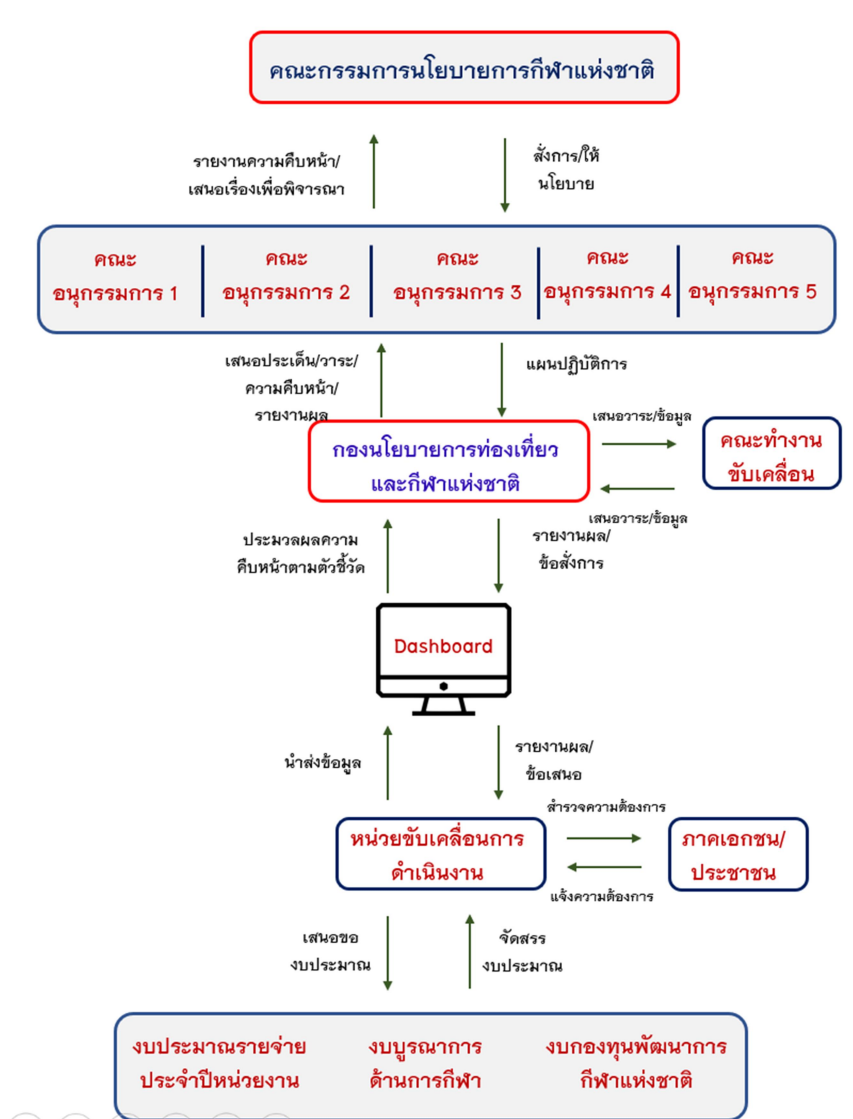 คณะกรรมการนโยบายการกีฬาแห่งชาติ
รายงานความคืบหน้า/
เสนอเรื่องเพื่อพิจารณา
สั่งการ/ให้
นโยบาย
คณะ
อนุกรรมการ 1
คณะ
อนุกรรมการ 2
คณะ
อนุกรรมการ 3
คณะ
อนุกรรมการ 4
คณะ
อนุกรรมการ 5
เสนอประเด็น/วาระ/
ความคืบหน้า/
รายงานผล
แผนปฏิบัติการ
กองนโยบายการท่องเที่ยว
และกีฬาแห่งชาติ
เสนอวาระ/ข้อมูล
คณะทำงาน
ขับเคลื่อน
เสนอวาระ/ข้อมูล
ประมวลผลความ
คืบหน้าตามตัวชี้วัด
รายงานผล/
ข้อสั่งการ
Dashboard
นำส่งข้อมูล
รายงานผล/
ข้อเสนอ
หน่วยขับเคลื่อนการ
ดำเนินงาน
สำรวจความต้องการ
ภาคเอกชน/
ประชาชน
แจ้งความต้องการ
เสนอขอ
งบประมาณ
จัดสรร
งบประมาณ
งบประมาณรายจ่าย
ประจำปีหน่วยงาน
งบบูรณาการ
ด้านการกีฬา
งบกองทุนพัฒนาการ
กีฬาแห่งชาติ